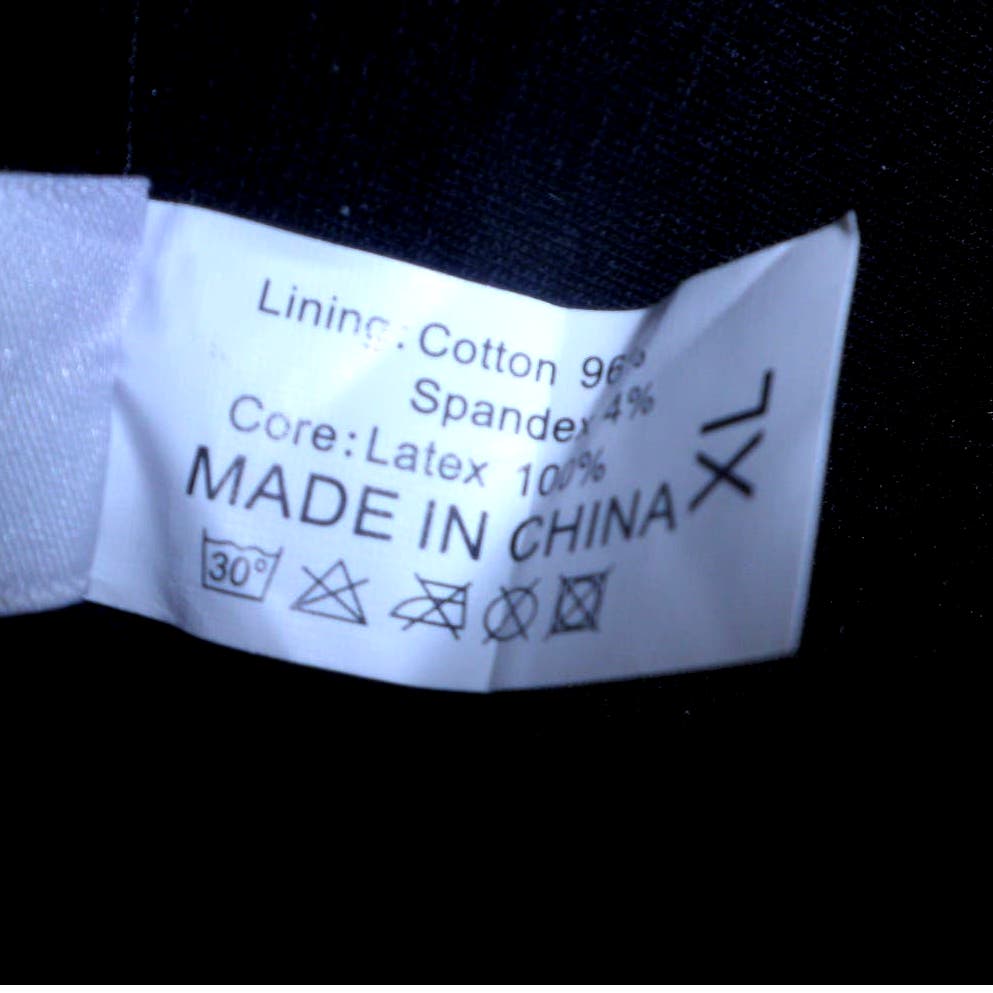 Lining: Cotton 96%
Spandex 4%
Core: Latex 100%
MADE IN CHINA
XL
30°